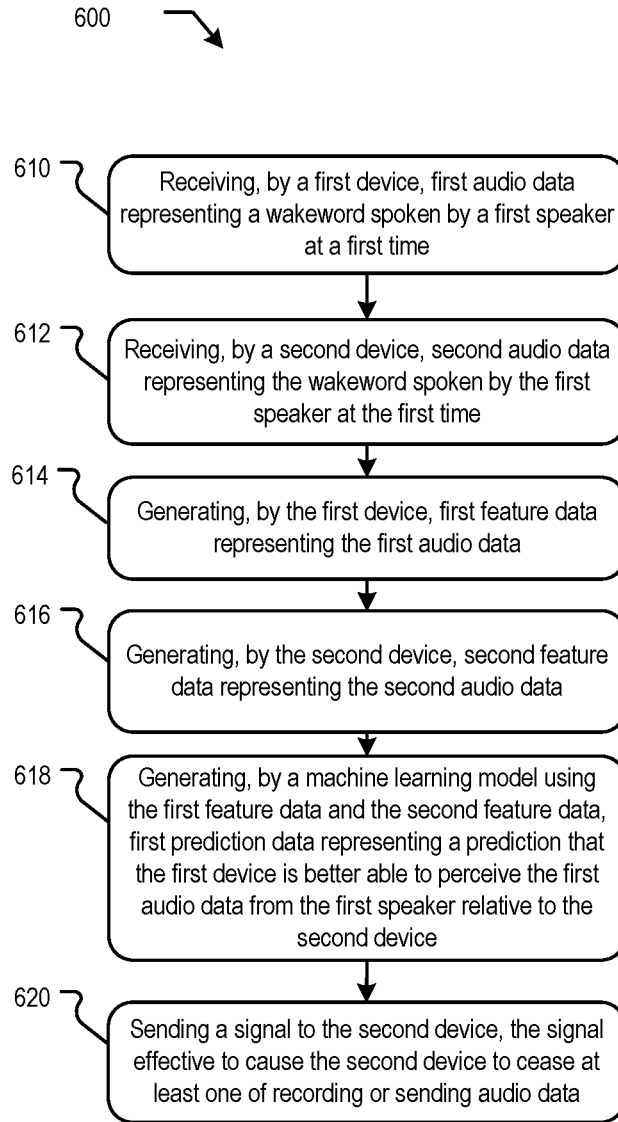 600
610
Receiving, by a first device, first audio data
representing a wakeword spoken by a first speaker
at a first time
612
Receiving, by a second device, second audio data
representing the wakeword spoken by the first
speaker at the first time
614
Generating, by the first device, first feature data
representing the first audio data
616
Generating, by the second device, second feature
data representing the second audio data
618
Generating, by a machine learning model using
the first feature data and the second feature data,
first prediction data representing a prediction that
the first device is better able to perceive the first
audio data from the first speaker relative to the
second device
620
Sending a signal to the second device, the signal
effective to cause the second device to cease at
least one of recording or sending audio data